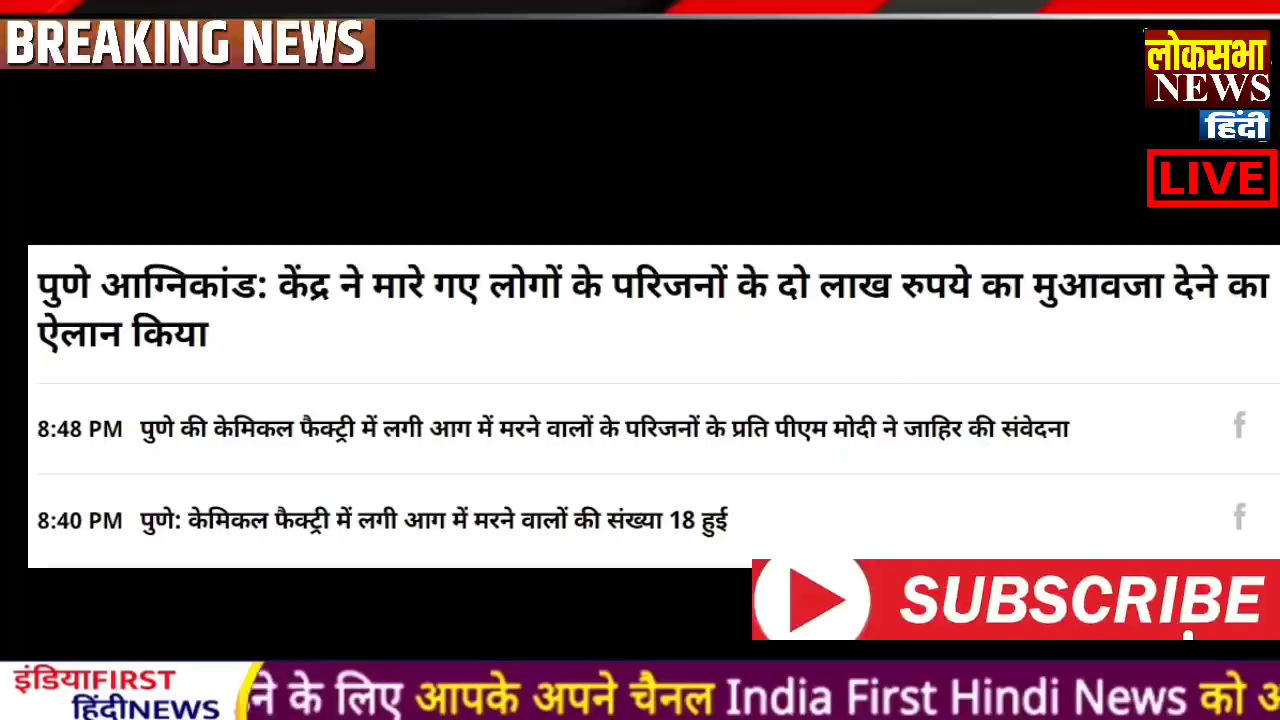 BREAKING NEWS
लोकसभा
NEWS
हिंदी
LIVE
पुणे आग्निकांड: केंद्र ने मारे गए लोगों के परिजनों के दो लाख रुपये का मुआवजा देने का
ऐलान किया
8:48 PM पुणे की केमिकल फैक्ट्री में लगी आग में मरने वालों के परिजनों के प्रति पीएम मोदी ने जाहिर की संवेदना
8:40 PM पुणे: केमिकल फैक्ट्री में लगी आग में मरने वालों की संख्या 18 हुई
SUBSCRIBE
इंडियाFIRST
हिंदीNEWS
के लिए आपके अपने चैनल India First Hindi News को